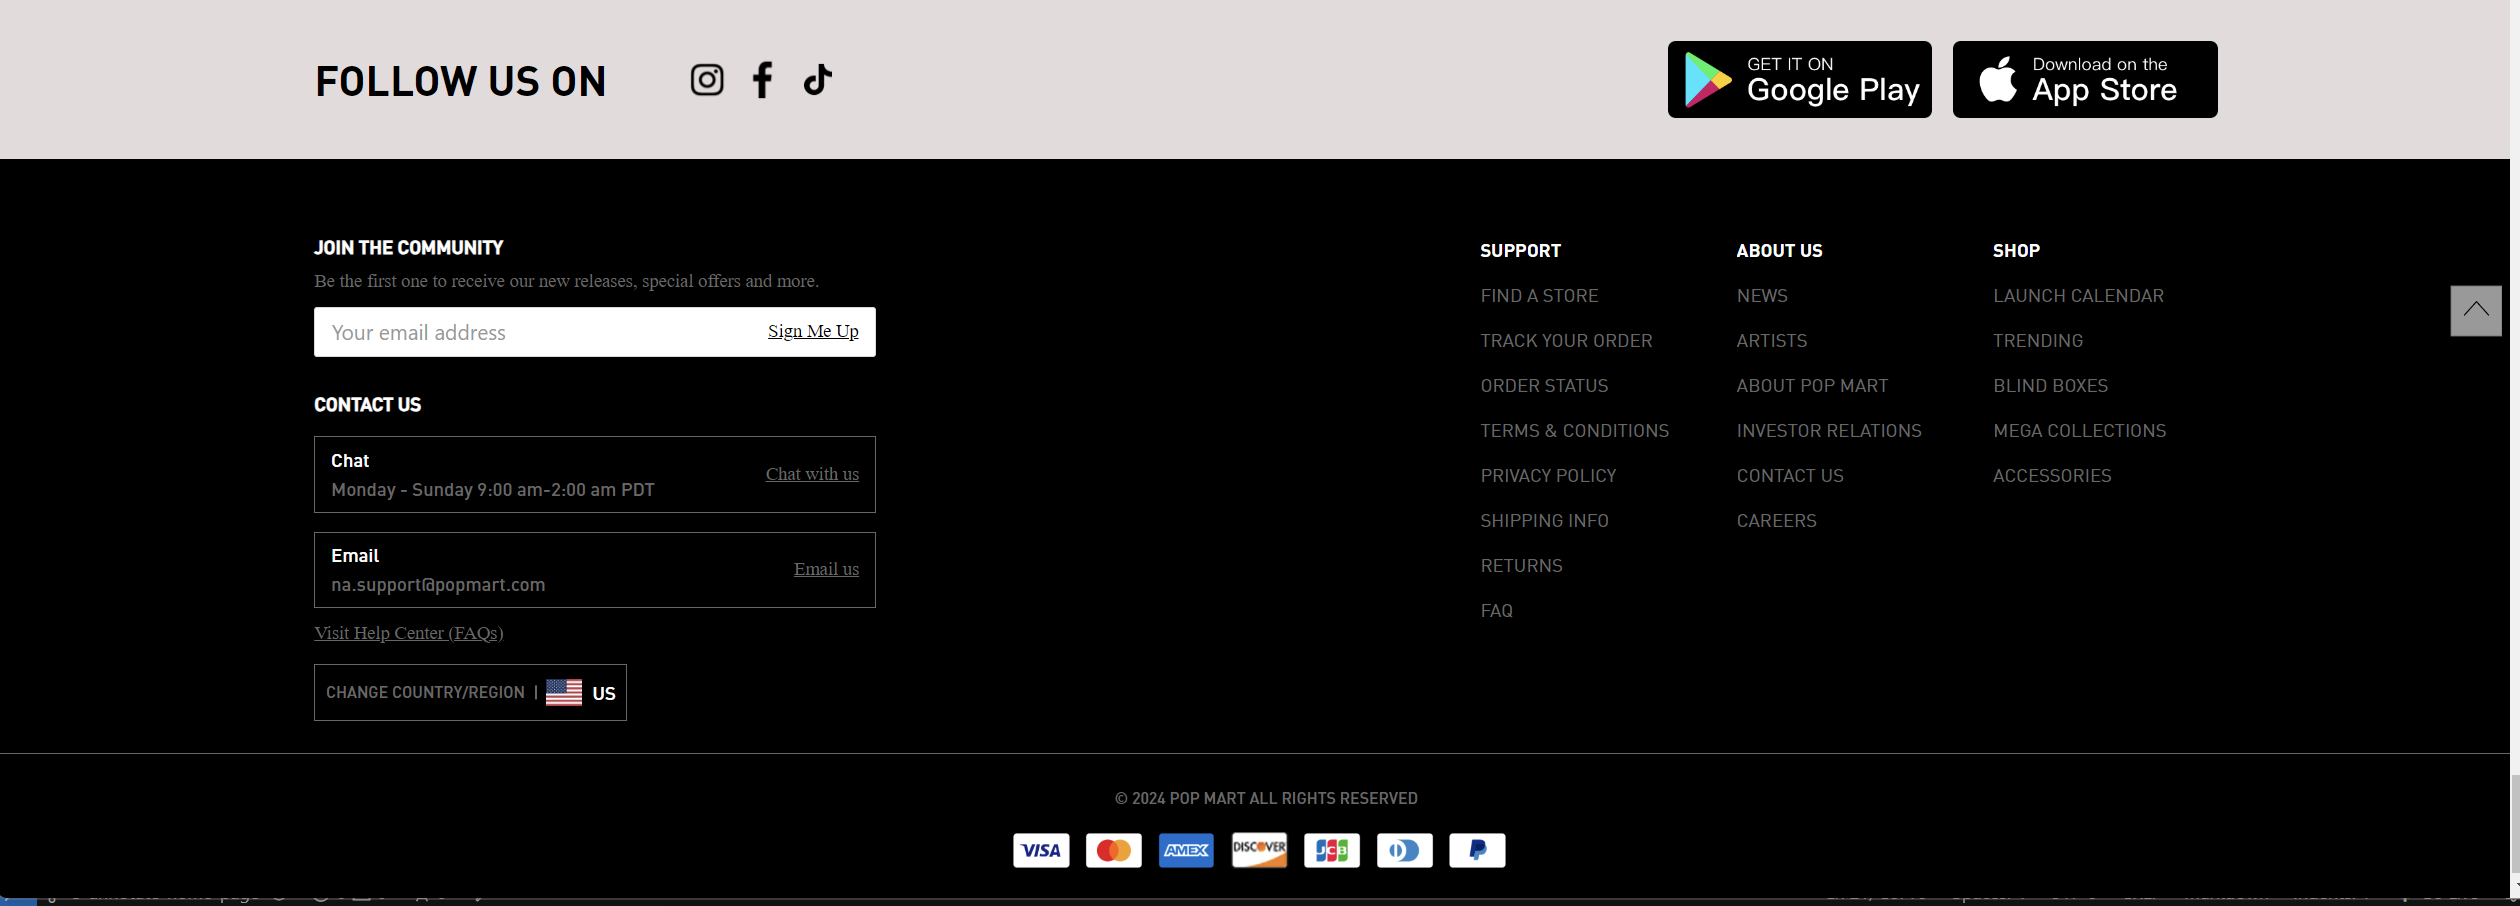 FOLLOW US ON
GET IT ON
Google Play
Download on the
App Store
JOIN THE COMMUNITY
Be the first one to receive our new releases, special offers and more.
Your email address
Sign Me Up
CONTACT US
Chat
Monday - Sunday 9:00 am-2:00 am PDT
Chat with us
Email
na.support@popmart.com
Email us
Visit Help Center (FAQs)
CHANGE COUNTRY/REGION | US
SUPPORT
FIND A STORE
TRACK YOUR ORDER
ORDER STATUS
TERMS & CONDITIONS
PRIVACY POLICY
SHIPPING INFO
RETURNS
FAQ
ABOUT US
NEWS
ARTISTS
ABOUT POP MART
INVESTOR RELATIONS
CONTACT US
CAREERS
SHOP
LAUNCH CALENDAR
TRENDING
BLIND BOXES
MEGA COLLECTIONS
ACCESSORIES
© 2024 POP MART ALL RIGHTS RESERVED
VISA
AMEX
DISCOVER
JCB